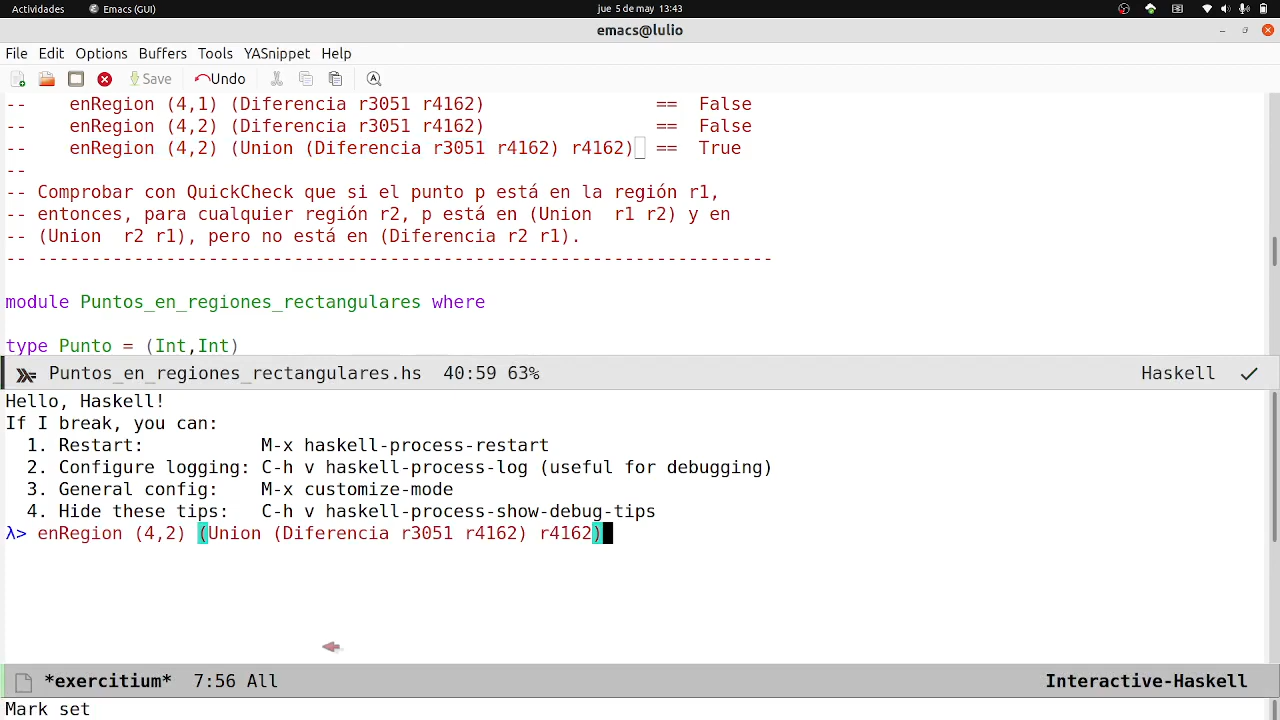 Actividades Emacs (GUI) jue 5 de may 13:43
emacs@lulio
File Edit Options Buffers Tools YASnippet Help
Save Undo
-- enRegion (4,1) (Diferencia r3051 r4162) == False
-- enRegion (4,2) (Diferencia r3051 r4162) == False
-- enRegion (4,2) (Union (Diferencia r3051 r4162) r4162) == True
--
-- Comprobar con QuickCheck que si el punto p está en la región r1,
-- entonces, para cualquier región r2, p está en (Union  r1 r2) y en
-- (Union  r2 r1), pero no está en (Diferencia r2 r1).
-- ---------------------------------------------------------------------
module Puntos_en_regiones_rectangulares where
type Punto = (Int,Int)
Puntos_en_regiones_rectangulares.hs 40:59 63% Haskell
Hello, Haskell!
If I break, you can:
1. Restart: M-x haskell-process-restart
2. Configure logging: C-h v haskell-process-log (useful for debugging)
3. General config: M-x customize-mode
4. Hide these tips: C-h v haskell-process-show-debug-tips
λ> enRegion (4,2) (Union (Diferencia r3051 r4162) r4162)
*exercitium* 7:56 All Interactive-Haskell
Mark set